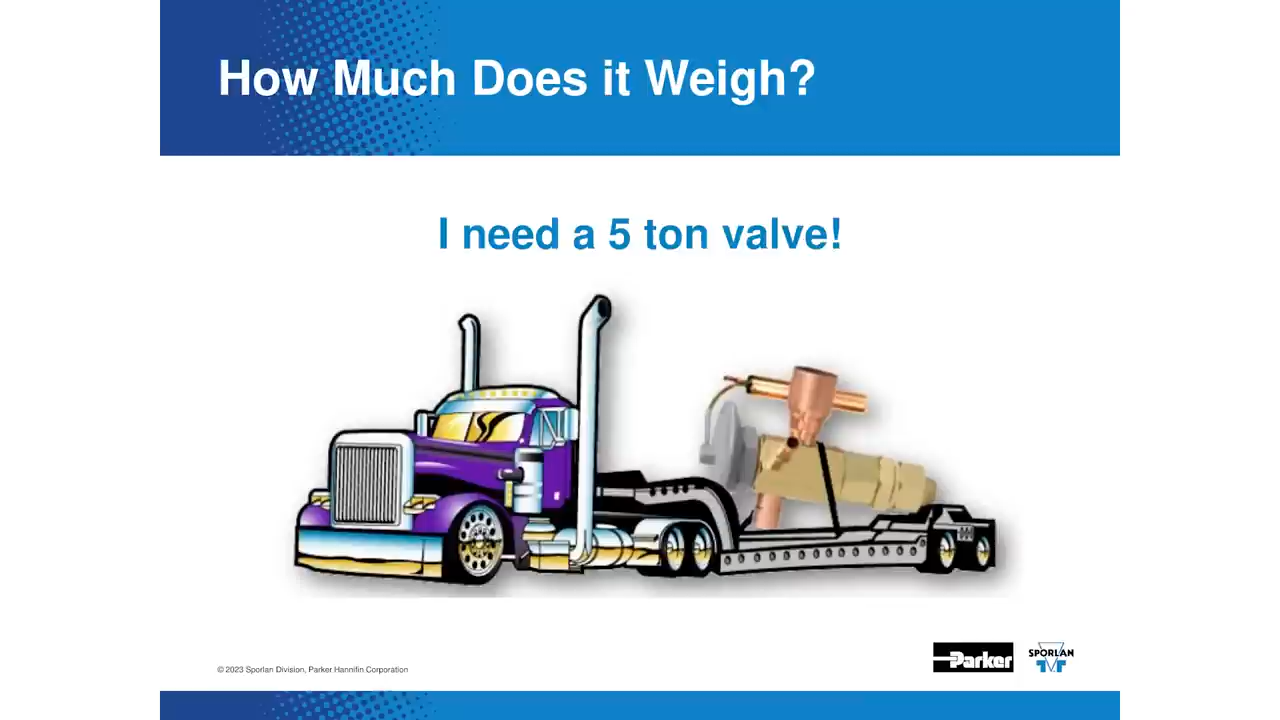 How Much Does it Weigh?
I need a 5 ton valve!
© 2023 Sporlan Division, Parker Hannifin Corporation
Parker
SPORLAN